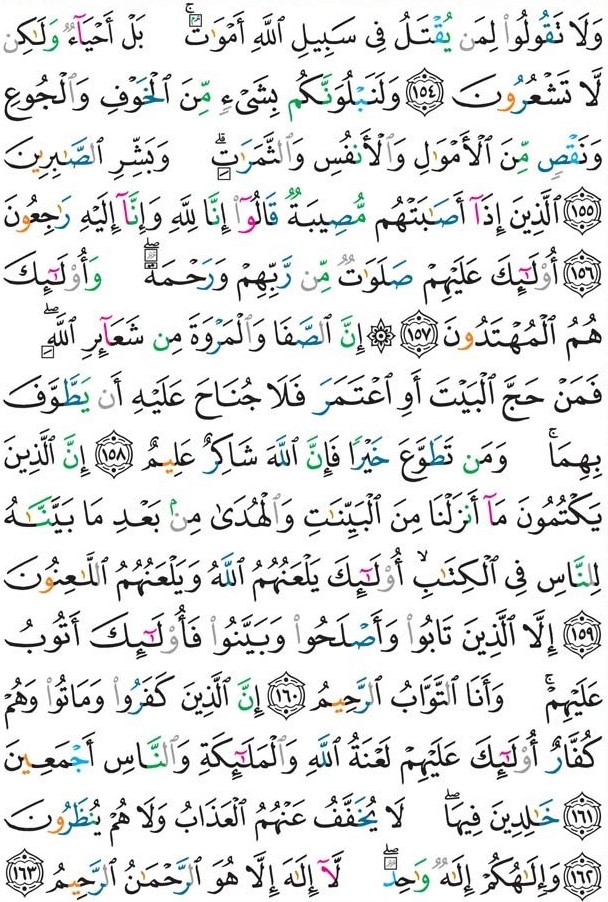 وَلَا تَقُولُوا۟ لِمَن يُقْتَلُ فِى سَبِيلِ ٱللَّهِ أَمْوَٰتٌۢ ۚ بَلْ أَحْيَآءٌۭ وَلَـٰكِن
لَّا تَشْعُرُونَ ١٥٤ وَلَنَبْلُوَنَّكُم بِشَىْءٍۢ مِّنَ ٱلْخَوْفِ وَٱلْجُوعِ
وَنَقْصٍۢ مِّنَ ٱلْأَمْوَٰلِ وَٱلْأَنفُسِ وَٱلثَّمَرَٰتِ ۗ وَبَشِّرِ ٱلصَّـٰبِرِينَ
١٥٥ ٱلَّذِينَ إِذَآ أَصَـٰبَتْهُم مُّصِيبَةٌۭ قَالُوٓا۟ إِنَّا لِلَّهِ وَإِنَّآ إِلَيْهِ رَٰجِعُونَ
١٥٦ أُو۟لَـٰٓئِكَ عَلَيْهِمْ صَلَوَٰتٌۭ مِّن رَّبِّهِمْ وَرَحْمَةٌۭ ۖ وَأُو۟لَـٰٓئِكَ
هُمُ ٱلْمُهْتَدُونَ ١٥٧ ۞ إِنَّ ٱلصَّفَا وَٱلْمَرْوَةَ مِن شَعَآئِرِ ٱللَّهِ ۖ
فَمَنْ حَجَّ ٱلْبَيْتَ أَوِ ٱعْتَمَرَ فَلَا جُنَاحَ عَلَيْهِ أَن يَطَّوَّفَ
بِهِمَا ۚ وَمَن تَطَوَّعَ خَيْرًۭا فَإِنَّ ٱللَّهَ شَاكِرٌ عَلِيمٌ ١٥٨ إِنَّ ٱلَّذِينَ
يَكْتُمُونَ مَآ أَنزَلْنَا مِنَ ٱلْبَيِّنَـٰتِ وَٱلْهُدَىٰ مِنۢ بَعْدِ مَا بَيَّنَّـٰهُ
لِلنَّاسِ فِى ٱلْكِتَـٰبِ ۙ أُو۟لَـٰٓئِكَ يَلْعَنُهُمُ ٱللَّهُ وَيَلْعَنُهُمُ ٱللَّـٰعِنُونَ
١٥٩ إِلَّا ٱلَّذِينَ تَابُوا۟ وَأَصْلَحُوا۟ وَبَيَّنُوا۟ فَأُو۟لَـٰٓئِكَ أَتُوبُ
عَلَيْهِمْ ۚ وَأَنَا ٱلتَّوَّابُ ٱلرَّحِيمُ ١٦٠ إِنَّ ٱلَّذِينَ كَفَرُوا۟ وَمَاتُوا۟ وَهُمْ
كُفَّارٌ أُو۟لَـٰٓئِكَ عَلَيْهِمْ لَعْنَةُ ٱللَّهِ وَٱلْمَلَـٰٓئِكَةِ وَٱلنَّاسِ أَجْمَعِينَ
١٦١ خَـٰلِدِينَ فِيهَا ۖ لَا يُخَفَّفُ عَنْهُمُ ٱلْعَذَابُ وَلَا هُمْ يُنظَرُونَ
١٦٢ وَإِلَـٰهُكُمْ إِلَـٰهٌۭ وَٰحِدٌۭ ۖ لَّآ إِلَـٰهَ إِلَّا هُوَ ٱلرَّحْمَـٰنُ ٱلرَّحِيمُ ١٦٣